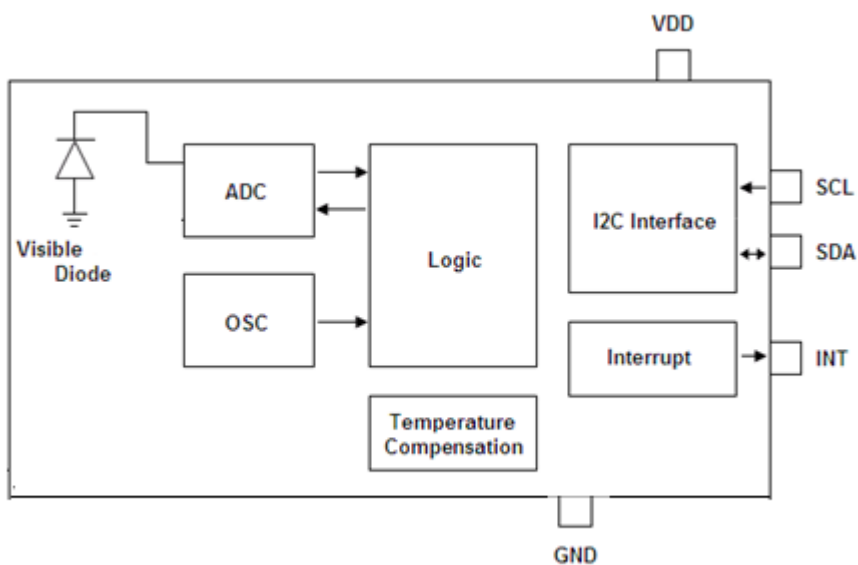 VDD
ADC
SCL
I2C Interface
Visible
Diode
Logic
SDA
OSC
Interrupt
INT
Temperature
Compensation
GND